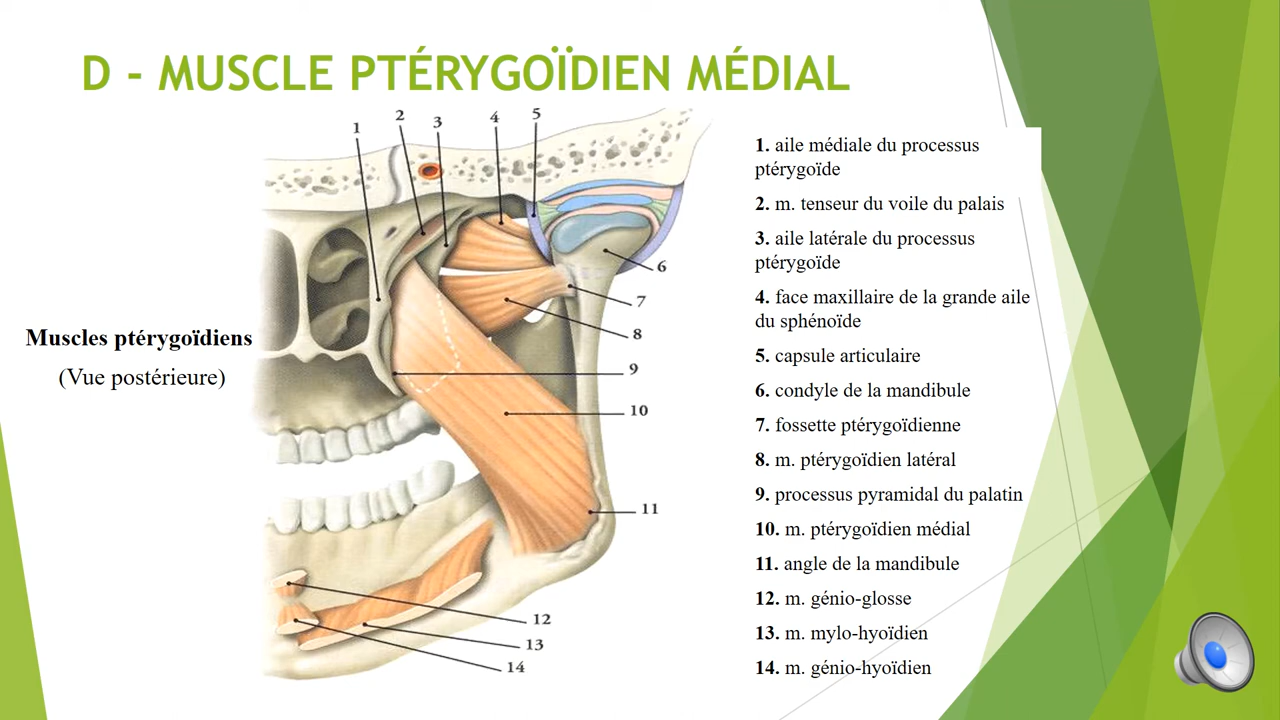 D - MUSCLE PTÉRYGOÏDIEN MÉDIAL
1
2
3
4
5
6
7
8
9
10
11
12
13
14
Muscles ptérygoïdiens
(Vue postérieure)
1. aile médiale du processus
ptérygoïde
2. m. tenseur du voile du palais
3. aile latérale du processus
ptérygoïde
4. face maxillaire de la grande aile
du sphénoïde
5. capsule articulaire
6. condyle de la mandibule
7. fossette ptérygoïdienne
8. m. ptérygoïdien latéral
9. processus pyramidal du palatin
10. m. ptérygoïdien médial
11. angle de la mandibule
12. m. génio-glosse
13. m. mylo-hyoïdien
14. m. génio-hyoïdien